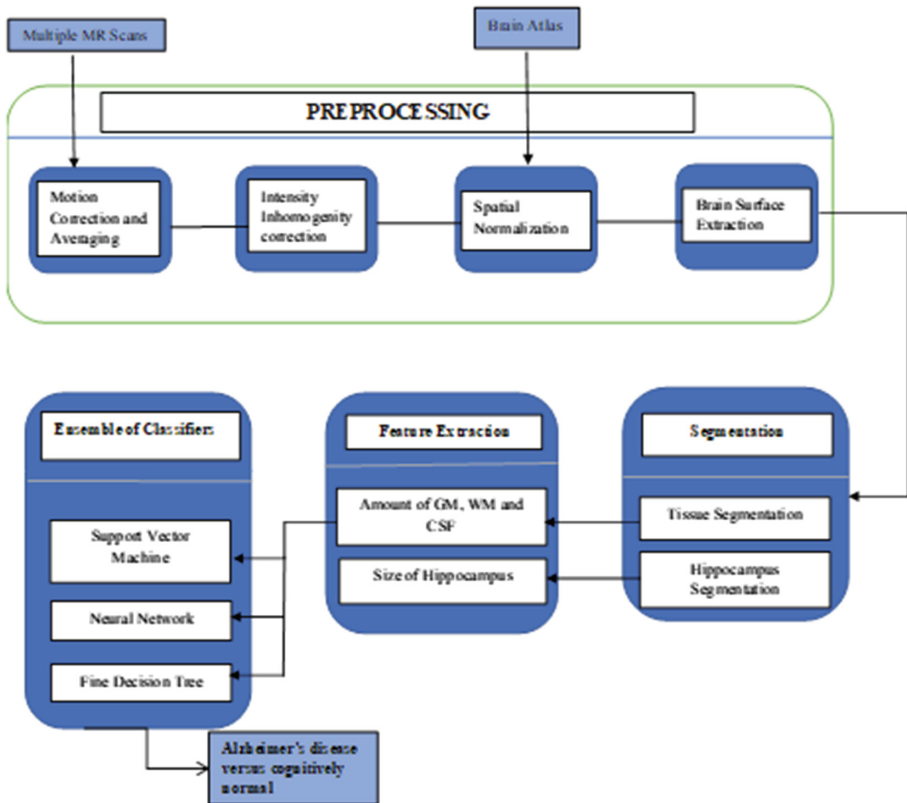 Multiple MR Scans
Brain Atlas
PREPROCESSING
Motion
Correction and
Averaging
Intensity
Inhomogenity
correction
Spatial
Normalization
Brain Surface
Extraction
Ensemble of Classifiers
Support Vector
Machine
Neural Network
Fine Decision Tree
Feature Extraction
Amount of GM, WM and
CSF
Size of Hippocampus
Segmentation
Tissue Segmentation
Hippocampus
Segmentation
Alzheimer's disease
versus cognitively
normal